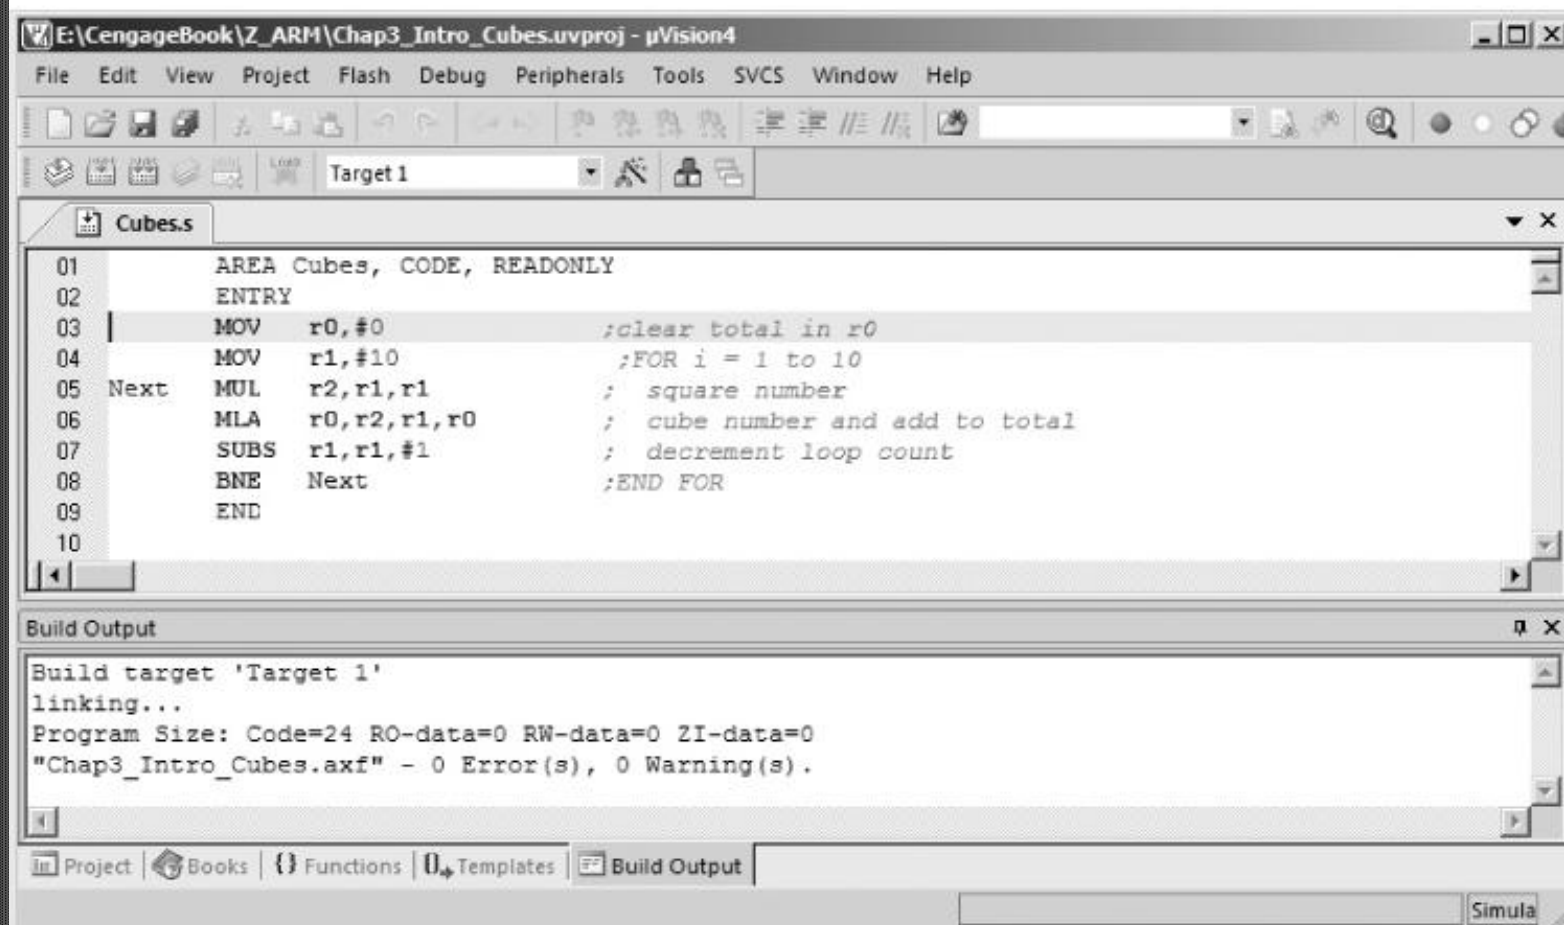 E:\CengageBook\Z_ARM\Chap3_Intro_Cubes.uvproj - µVision4
File Edit View Project Flash Debug Peripherals Tools SVCS Window Help
LOAD Target 1
Cubes.s
01 AREA Cubes, CODE, READONLY
02 ENTRY
03 MOV r0,#0 ;clear total in r0
04 MOV r1,#10 ;FOR i = 1 to 10
05 Next MUL r2,r1,r1 ; square number
06 MLA r0,r2,r1,r0 ; cube number and add to total
07 SUBS r1,r1,#1 ; decrement loop count
08 BNE Next ;END FOR
09 END
10
Build Output
Build target 'Target 1'
linking...
Program Size: Code=24 RO-data=0 RW-data=0 ZI-data=0
"Chap3_Intro_Cubes.axf" - 0 Error(s), 0 Warning(s).
Project Books {} Functions 0 Templates Build Output
Simula